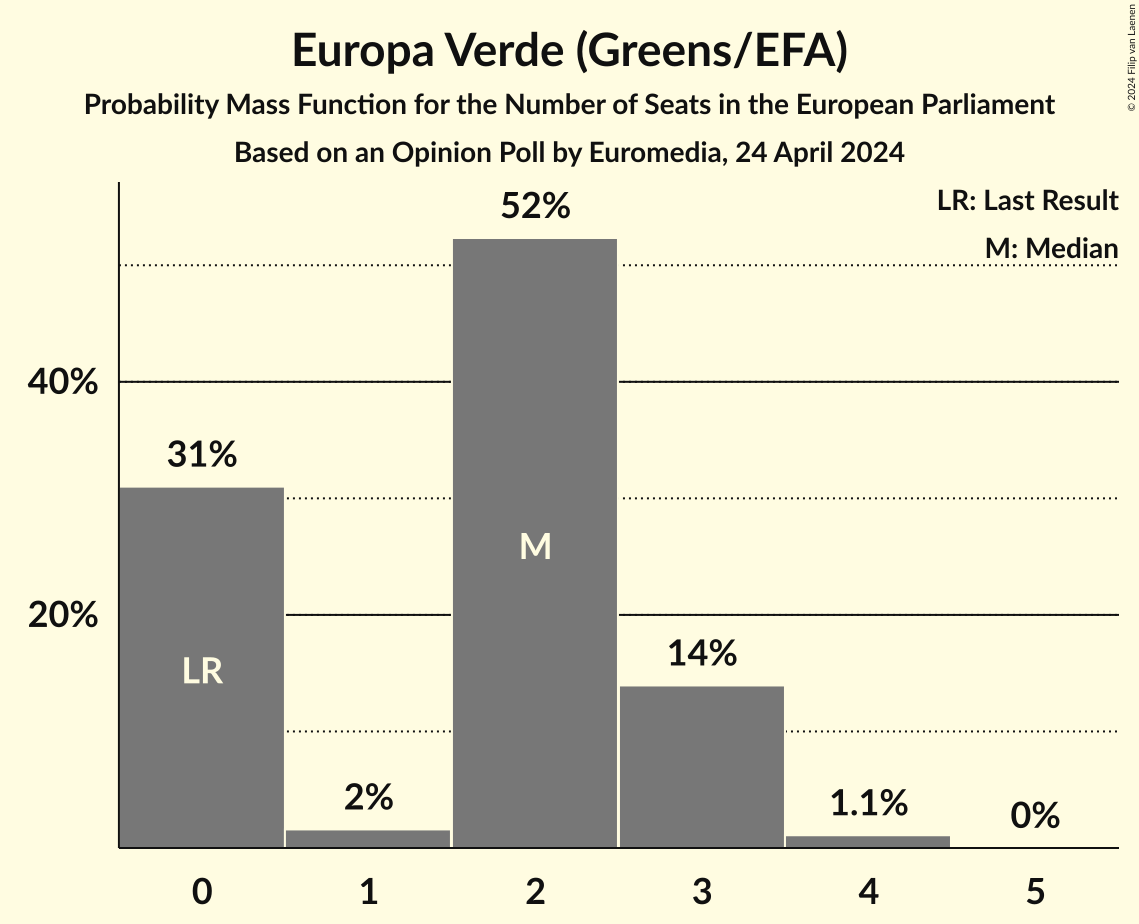 Europa Verde (Greens/EFA)
Probability Mass Function for the Number of Seats in the European Parliament
Based on an Opinion Poll by Euromedia, 24 April 2024
© 2024 Filip van Laenen
LR: Last Result
M: Median
52%
40%
31%
M
20%
14%
LR
2%
1.1%
0%
0 1 2 3 4 5